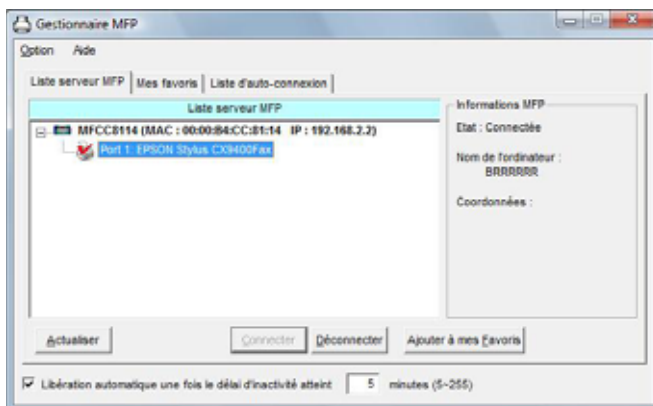 Gestionnaire MFP
Option Aide
Liste serveur MFP Mes favoris Liste d'auto-connexion
Liste serveur MFP
MFCC8114 (MAC : 00:00:B4:CC:81:14 IP : 192.168.2.2)
Port 1: EPSON Stylus CX9400Fax
Informations MFP
Etat : Connectée
Nom de l'ordinateur :
BRRRRRR
Coordonnées :
Actualiser Connecter Déconnecter Ajouter à mes Favoris
Libération automatique une fois le délai d'inactivité atteint 5 minutes (5~255)